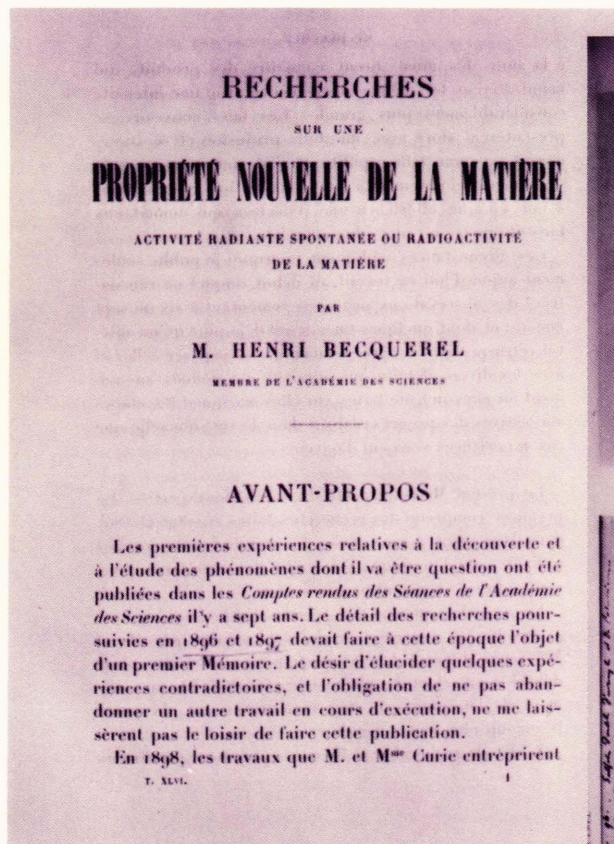 RECHERCHES
SUR UNE
PROPRIÉTÉ NOUVELLE DE LA MATIÈRE
ACTIVITÉ RADIANTE SPONTANÉE OU RADIOACTIVITÉ
DE LA MATIÈRE
PAR
M. HENRI BECQUEREL
MEMBRE DE L'ACADÉMIE DES SCIENCES
AVANT-PROPOS
Les premières expériences relatives à la découverte et
à l'étude des phénomènes dont il va être question ont été
publiées dans les Comptes rendus des Séances de l'Académie
des Sciences il y a sept ans. Le détail des recherches pour-
suivies en 1896 et 1897 devait faire à cette époque l'objet
d'un premier Mémoire. Le désir d'élucider quelques expé-
riences contradictoires, et l'obligation de ne pas aban-
donner un autre travail en cours d'exécution, ne me lais-
sèrent pas le loisir de faire cette publication.
En 1898, les travaux que M. et Mme Curie entreprirent
T. XLVI. 1